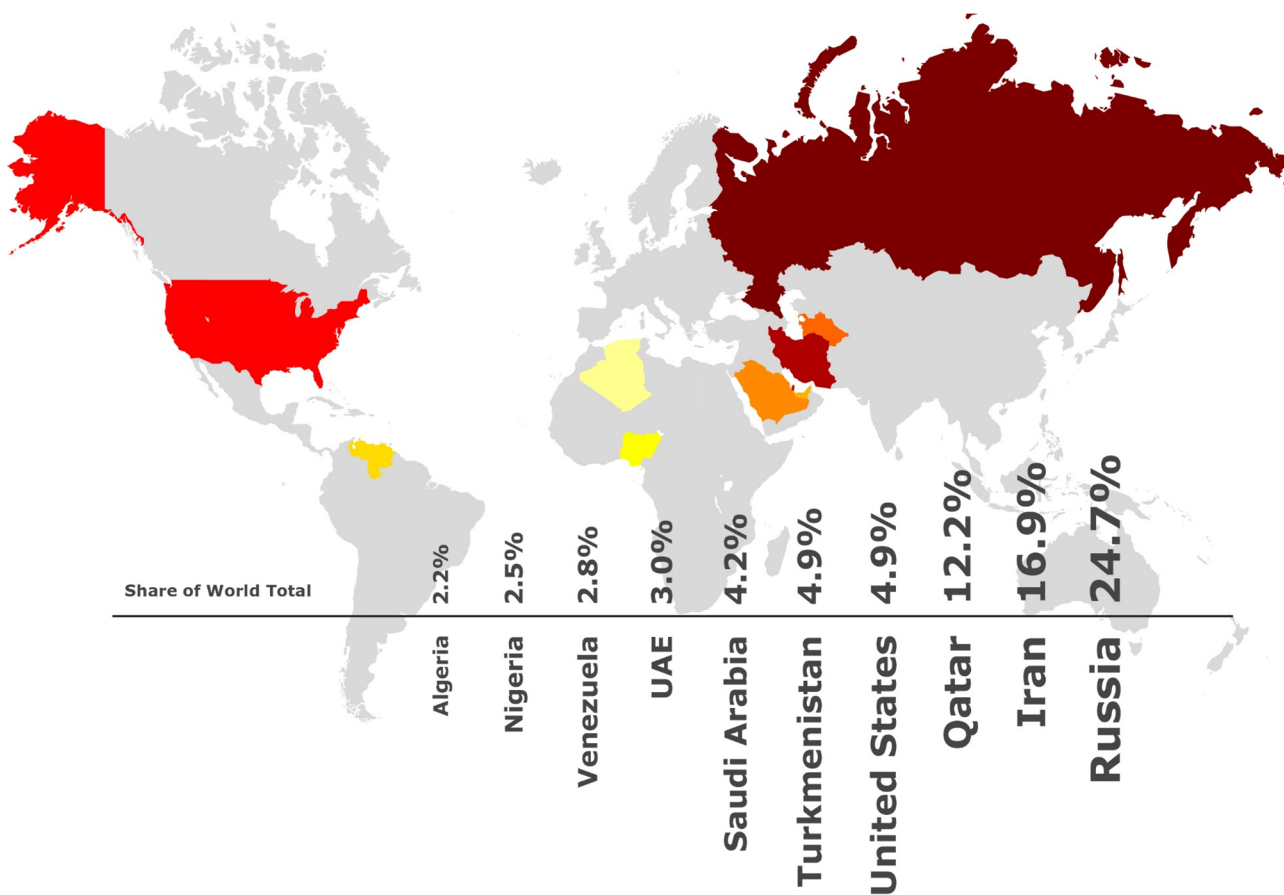 Share of World Total
2.2%
2.5%
2.8%
3.0%
4.2%
4.9%
4.9%
12.2%
16.9%
24.7%
Algeria
Nigeria
Venezuela
UAE
Saudi Arabia
Turkmenistan
United States
Qatar
Iran
Russia